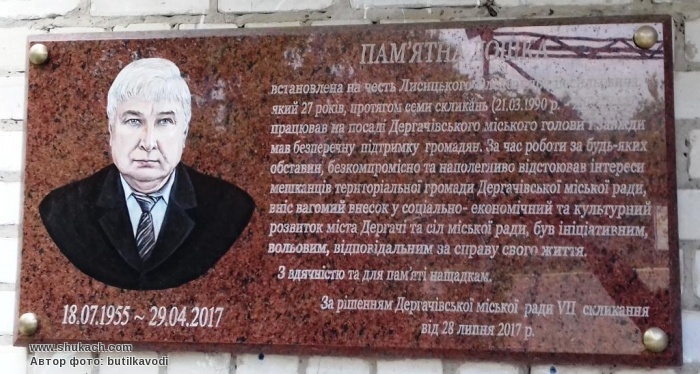 ПАМ'ЯТНА ДОШКА
встановлена на честь Лисицького
який 27 років, протягом семи скликань (21.03.1990 р.
працював на посаді Дергачівського міського голови і завжди
мав безперечну підтримку громадян. За час роботи за будь-яких
обставин, безкомпромісно та наполегливо відстоював інтереси
мешканців територіальної громади Дергачівської міської ради,
вніс вагомий внесок у соціально- економічний та культурний
розвиток міста Дергачі та сіл міської ради, був ініціативним,
вольовим, відповідальним за справу свого життя.
З вдячністю та для пам'яті нащадкам.
За рішенням Дергачівської міської ради VII скликання
від 28 липня 2017 р.
18.07.1955 ~ 29.04.2017
www.shukach.com
Автор фото: butilkavodi